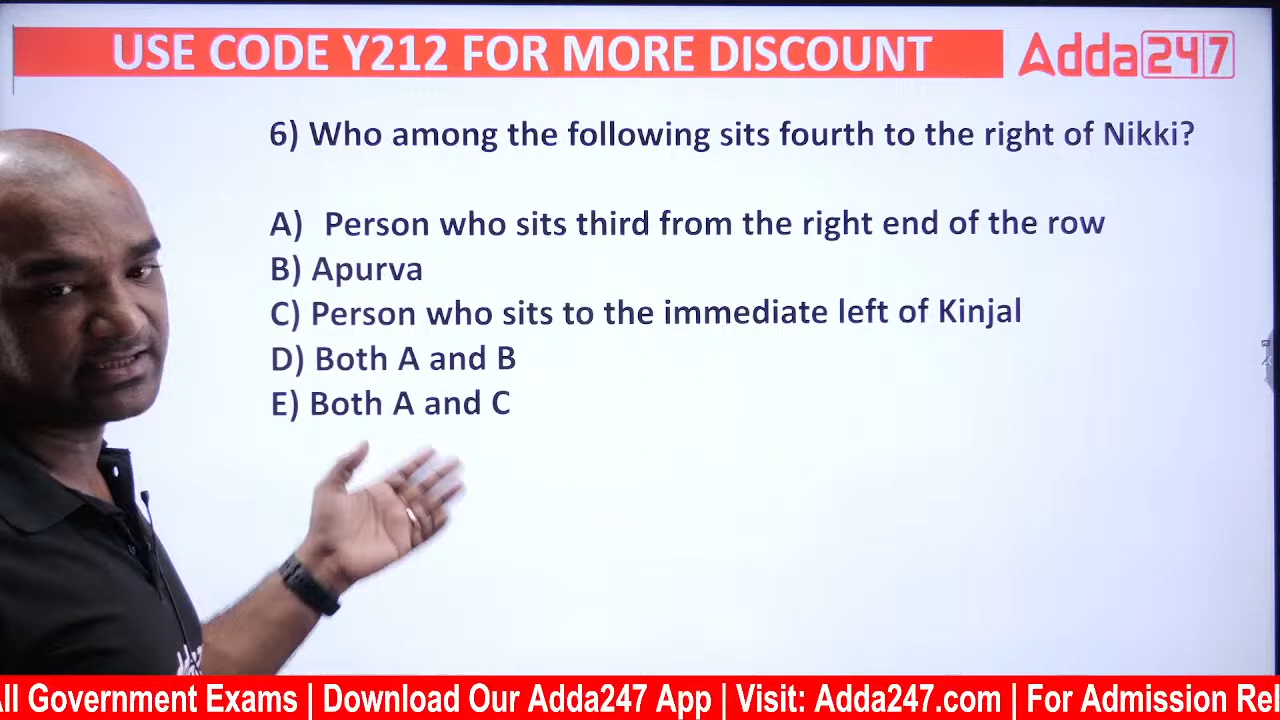 USE CODE Y212 FOR MORE DISCOUNT
Adda247
6) Who among the following sits fourth to the right of Nikki?
A) Person who sits third from the right end of the row
B) Apurva
C) Person who sits to the immediate left of Kinjal
D) Both A and B
E) Both A and C
All Government Exams | Download Our Adda247 App | Visit: Adda247.com | For Admission